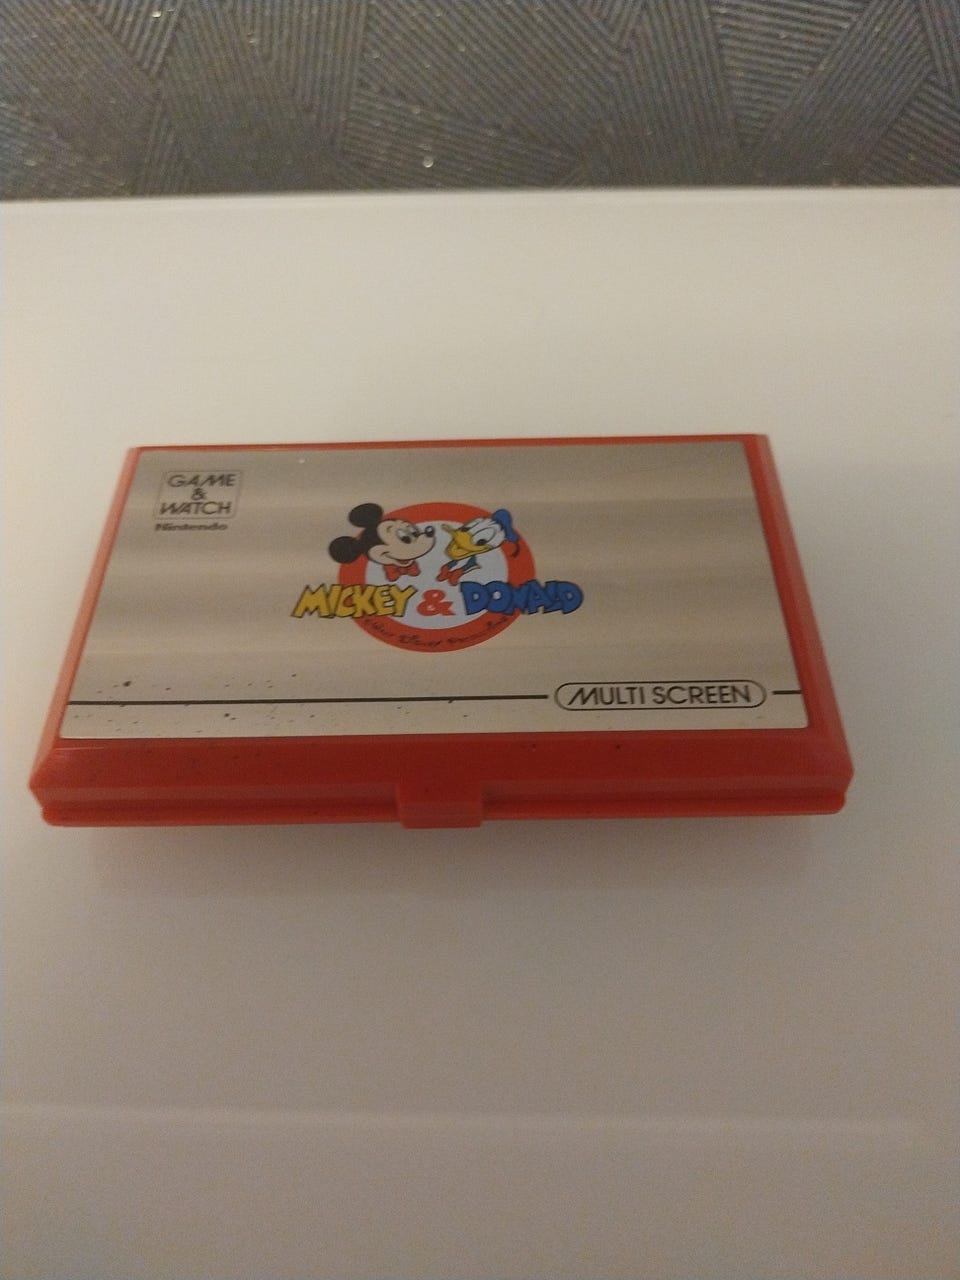 GAME
&
WATCH
Nintendo
MICKEY & DONALD
MULTI SCREEN